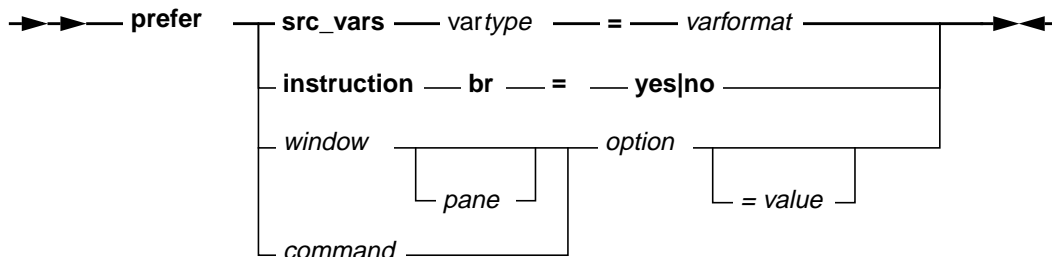 prefer src_vars vartype = varformat
instruction br = yes|no
window option
pane = value
command